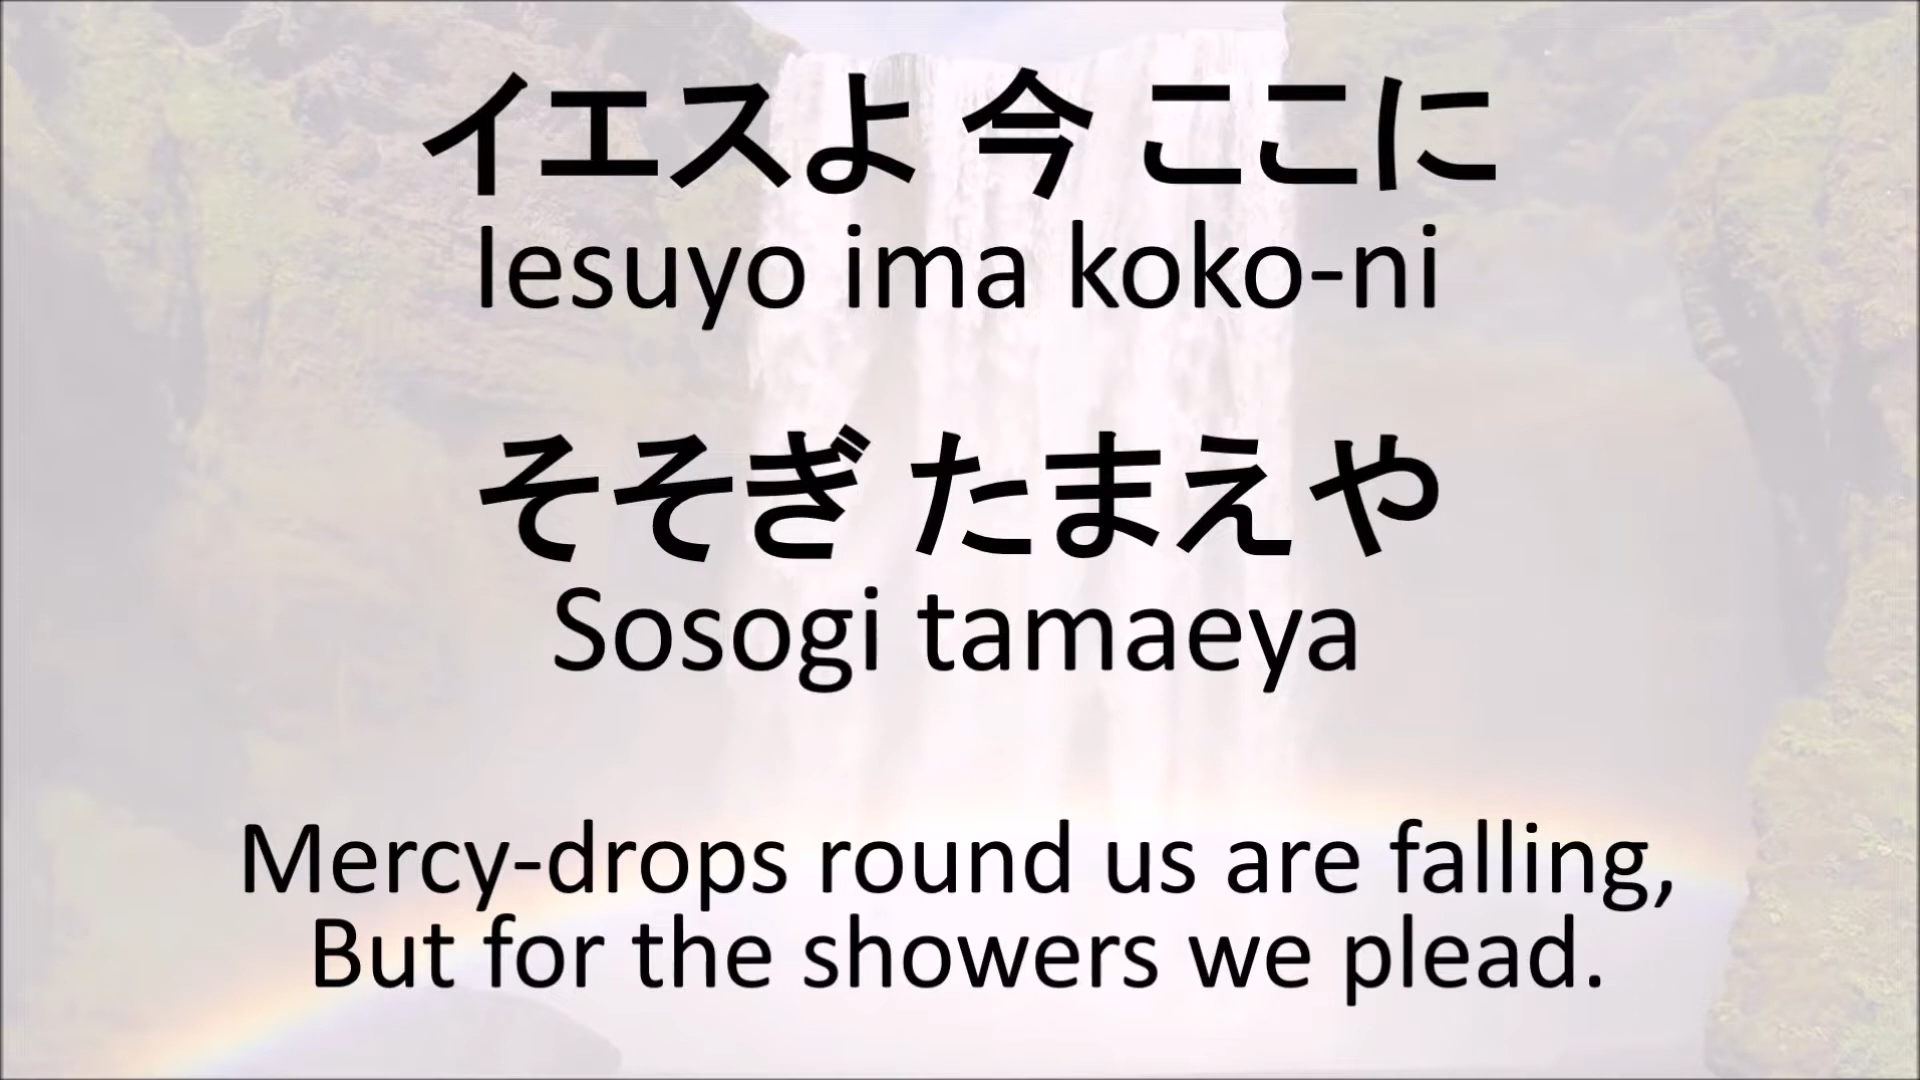 イエスよ 今 ここに
Iesuyo ima koko-ni
そそぎ たまえや
Sosogi tamaeya
Mercy-drops round us are falling,
But for the showers we plead.